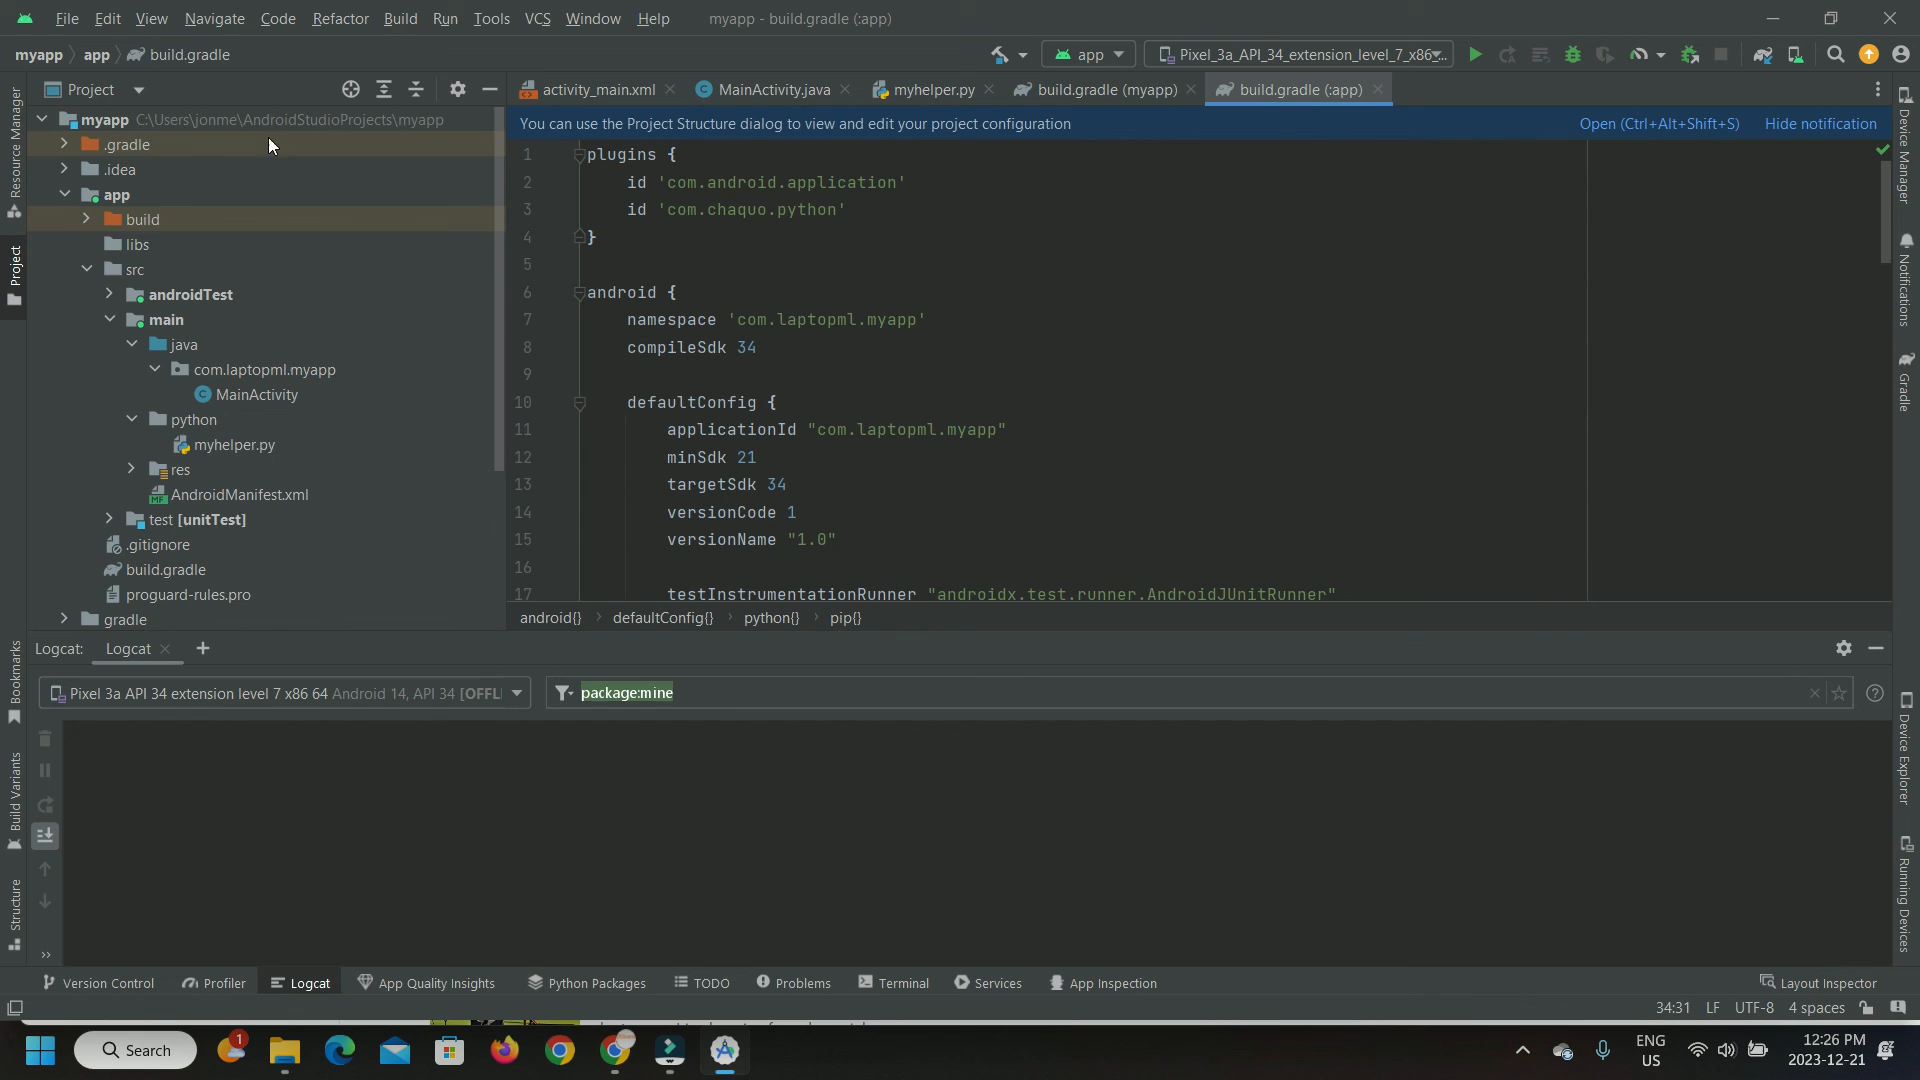 File Edit View Navigate Code Refactor Build Run Tools VCS Window Help myapp - build.gradle (:app)
myapp app build.gradle app Pixel_3a_API_34_extension_level_7_x86...
Project
activity_main.xml MainActivity.java myhelper.py build.gradle (myapp) build.gradle (:app)
You can use the Project Structure dialog to view and edit your project configuration Open (Ctrl+Alt+Shift+S) Hide notification
myapp C:\Users\jonme\AndroidStudioProjects\myapp
.gradle
.idea
app
build
libs
src
androidTest
main
java
com.laptopml.myapp
MainActivity
python
myhelper.py
res
AndroidManifest.xml
test [unitTest]
.gitignore
build.gradle
proguard-rules.pro
gradle
1 plugins {
2 id 'com.android.application'
3 id 'com.chaquo.python'
4 }
5
6 android {
7 namespace 'com.laptopml.myapp'
8 compileSdk 34
9
10 defaultConfig {
11 applicationId "com.laptopml.myapp"
12 minSdk 21
13 targetSdk 34
14 versionCode 1
15 versionName "1.0"
16
17 testInstrumentationRunner "androidx.test.runner.AndroidJUnitRunner"
android{} defaultConfig{} python{} pip{}
Resource Manager
Project
Bookmarks
Build Variants
Structure
Device Manager
Notifications
Gradle
Device Explorer
Running Devices
Logcat: Logcat
Pixel 3a API 34 extension level 7 x86 64 Android 14, API 34 [OFFL package:mine
Version Control Profiler Logcat App Quality Insights Python Packages TODO Problems Terminal Services App Inspection Layout Inspector
34:31 LF UTF-8 4 spaces
Search 1 ENG US 12:26 PM 2023-12-21